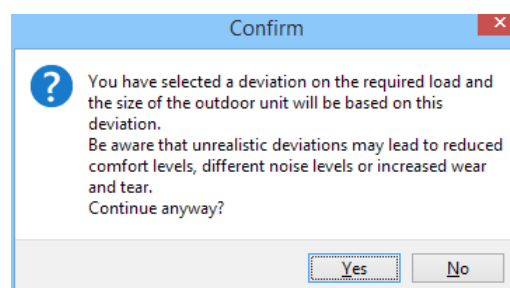 Confirm
You have selected a deviation on the required load and
the size of the outdoor unit will be based on this
deviation.
Be aware that unrealistic deviations may lead to reduced
comfort levels, different noise levels or increased wear
and tear.
Continue anyway?
Yes No